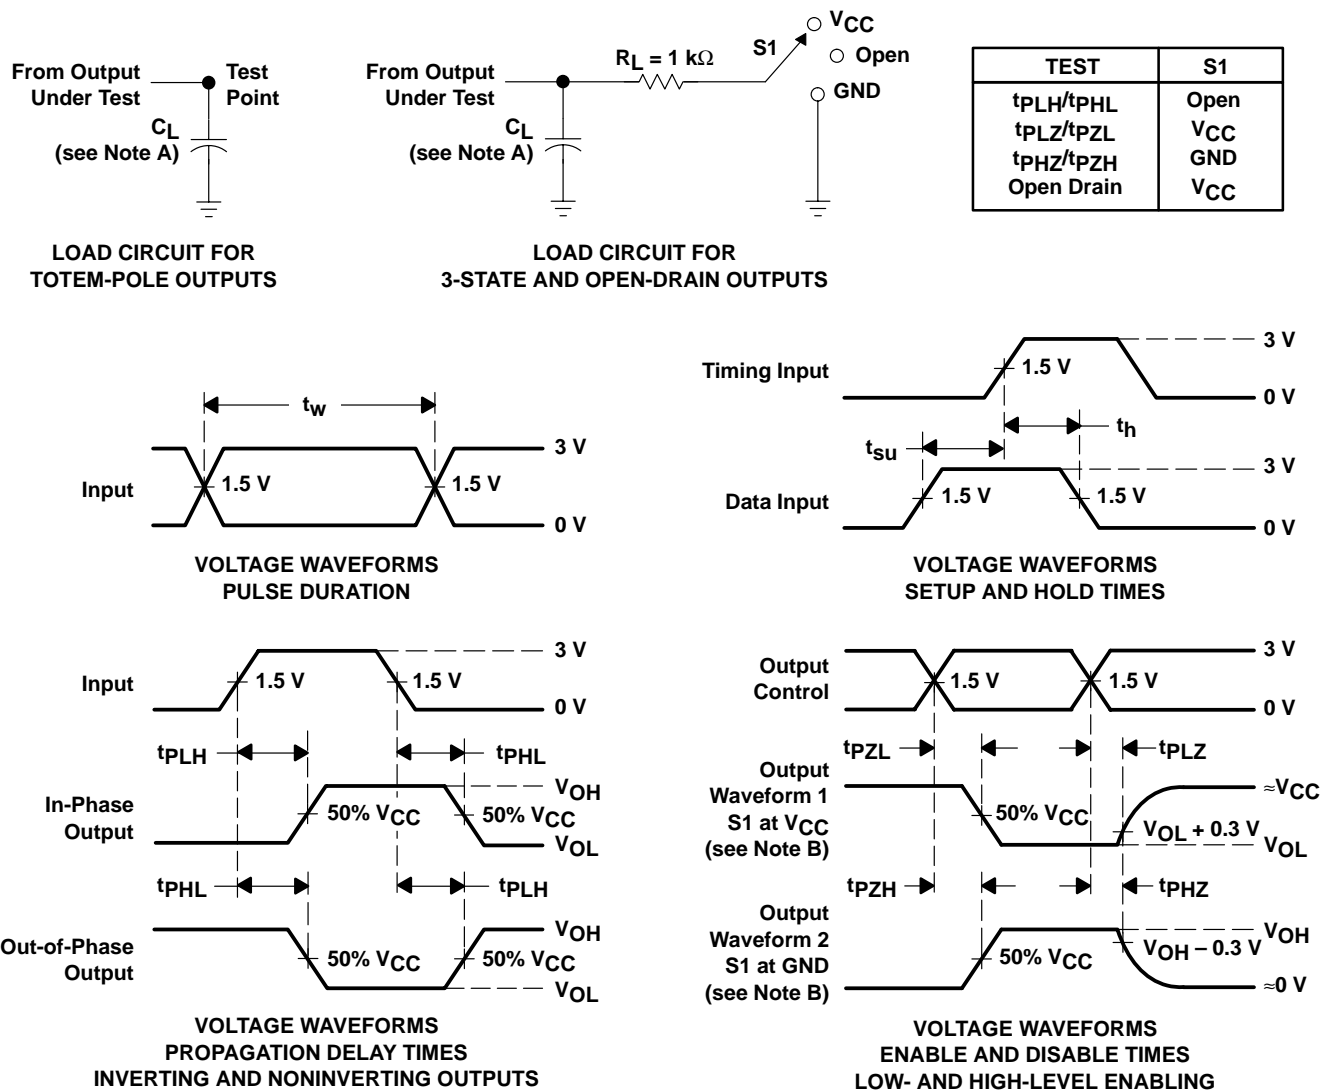 From Output
Under Test
Test
Point
CL
(see Note A)
LOAD CIRCUIT FOR
TOTEM-POLE OUTPUTS
From Output
Under Test
RL = 1 kΩ
S1
VCC
Open
GND
CL
(see Note A)
LOAD CIRCUIT FOR
3-STATE AND OPEN-DRAIN OUTPUTS
TEST S1
tPLH/tPHL Open
tPLZ/tPZL VCC
tPHZ/tPZH GND
Open Drain VCC
tw
Input
1.5 V
1.5 V
3 V
0 V
VOLTAGE WAVEFORMS
PULSE DURATION
Timing Input
1.5 V
3 V
0 V
th
tsu
Data Input
1.5 V
1.5 V
3 V
0 V
VOLTAGE WAVEFORMS
SETUP AND HOLD TIMES
Input
1.5 V
1.5 V
3 V
0 V
tPLH
tPHL
In-Phase
Output
50% VCC
50% VCC
VOH
VOL
tPHL
tPLH
Out-of-Phase
Output
50% VCC
50% VCC
VOH
VOL
VOLTAGE WAVEFORMS
PROPAGATION DELAY TIMES
INVERTING AND NONINVERTING OUTPUTS
Output
Control
1.5 V
1.5 V
3 V
0 V
tPZL
tPLZ
Output
Waveform 1
S1 at VCC
(see Note B)
50% VCC
VOL + 0.3 V
≈VCC
VOL
tPZH
tPHZ
Output
Waveform 2
S1 at GND
(see Note B)
50% VCC
VOH − 0.3 V
VOH
≈0 V
VOLTAGE WAVEFORMS
ENABLE AND DISABLE TIMES
LOW- AND HIGH-LEVEL ENABLING